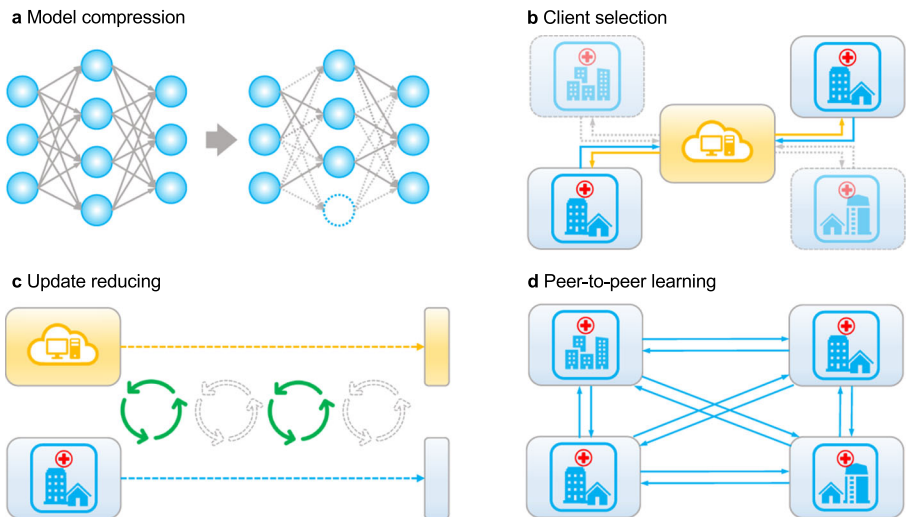 a Model compression
b Client selection
c Update reducing
d Peer-to-peer learning